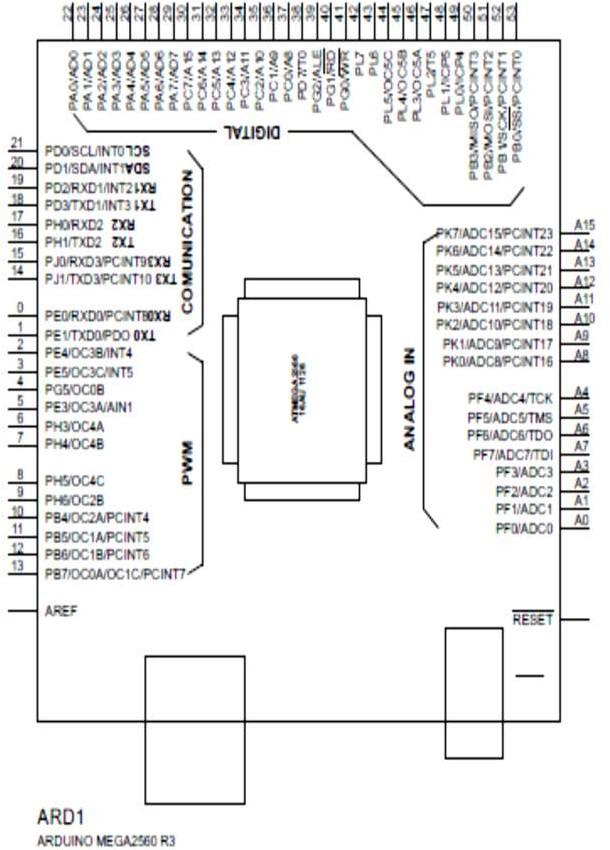 22 23 24 25 26 27 28 29 30 31 32 33 34 35 36 37 38 39 40 41 42 43 44 45 46 47 48 49 50 51 52 53
PA0/AD0
PA1/AD1
PA2/AD2
PA3/AD3
PA4/AD4
PA5/AD5
PA6/AD6
PA7/AD7
PC7/A15
PC6/A14
PC5/A13
PC4/A12
PC3/A11
PC2/A10
PC1/A9
PC0/A8
PD7/T0
PG2/ALE
PG1/RD
PG0/WR
PL7
PL6
PL5/OC5C
PL4/OC5B
PL3/OC5A
PL2/T5
PL1/ICP5
PL0/ICP4
PB3/MISO/PCINT3
PB2/MOSI/PCINT2
PB1/SCK/PCINT1
PB0/SS/PCINT0
DIGITAL
21 PD0/SCL/INT0 SCL
20 PD1/SDA/INT1 SDA
19 PD2/RXD1/INT2 RX1
18 PD3/TXD1/INT3 TX1
17 PH0/RXD2 RX2
16 PH1/TXD2 TX2
15 PJ0/RXD3/PCINT9 RX3
14 PJ1/TXD3/PCINT10 TX3
0 PE0/RXD0/PCINT8 RX0
1 PE1/TXD0/PDO TX0
2 PE4/OC3B/INT4
3 PE5/OC3C/INT5
4 PG5/OC0B
5 PE3/OC3A/AIN1
6 PH3/OC4A
7 PH4/OC4B
8 PH5/OC4C
9 PH6/OC2B
10 PB4/OC2A/PCINT4
11 PB5/OC1A/PCINT5
12 PB6/OC1B/PCINT6
13 PB7/OC0A/OC1C/PCINT7
AREF
COMUNICATION
PWM
ATMEGA2560
16AU 1126
ANALOG IN
PK7/ADC15/PCINT23 A15
PK6/ADC14/PCINT22 A14
PK5/ADC13/PCINT21 A13
PK4/ADC12/PCINT20 A12
PK3/ADC11/PCINT19 A11
PK2/ADC10/PCINT18 A10
PK1/ADC9/PCINT17 A9
PK0/ADC8/PCINT16 A8
PF4/ADC4/TCK A4
PF5/ADC5/TMS A5
PF6/ADC6/TDO A6
PF7/ADC7/TDI A7
PF3/ADC3 A3
PF2/ADC2 A2
PF1/ADC1 A1
PF0/ADC0 A0
RESET
ARD1
ARDUINO MEGA2560 R3